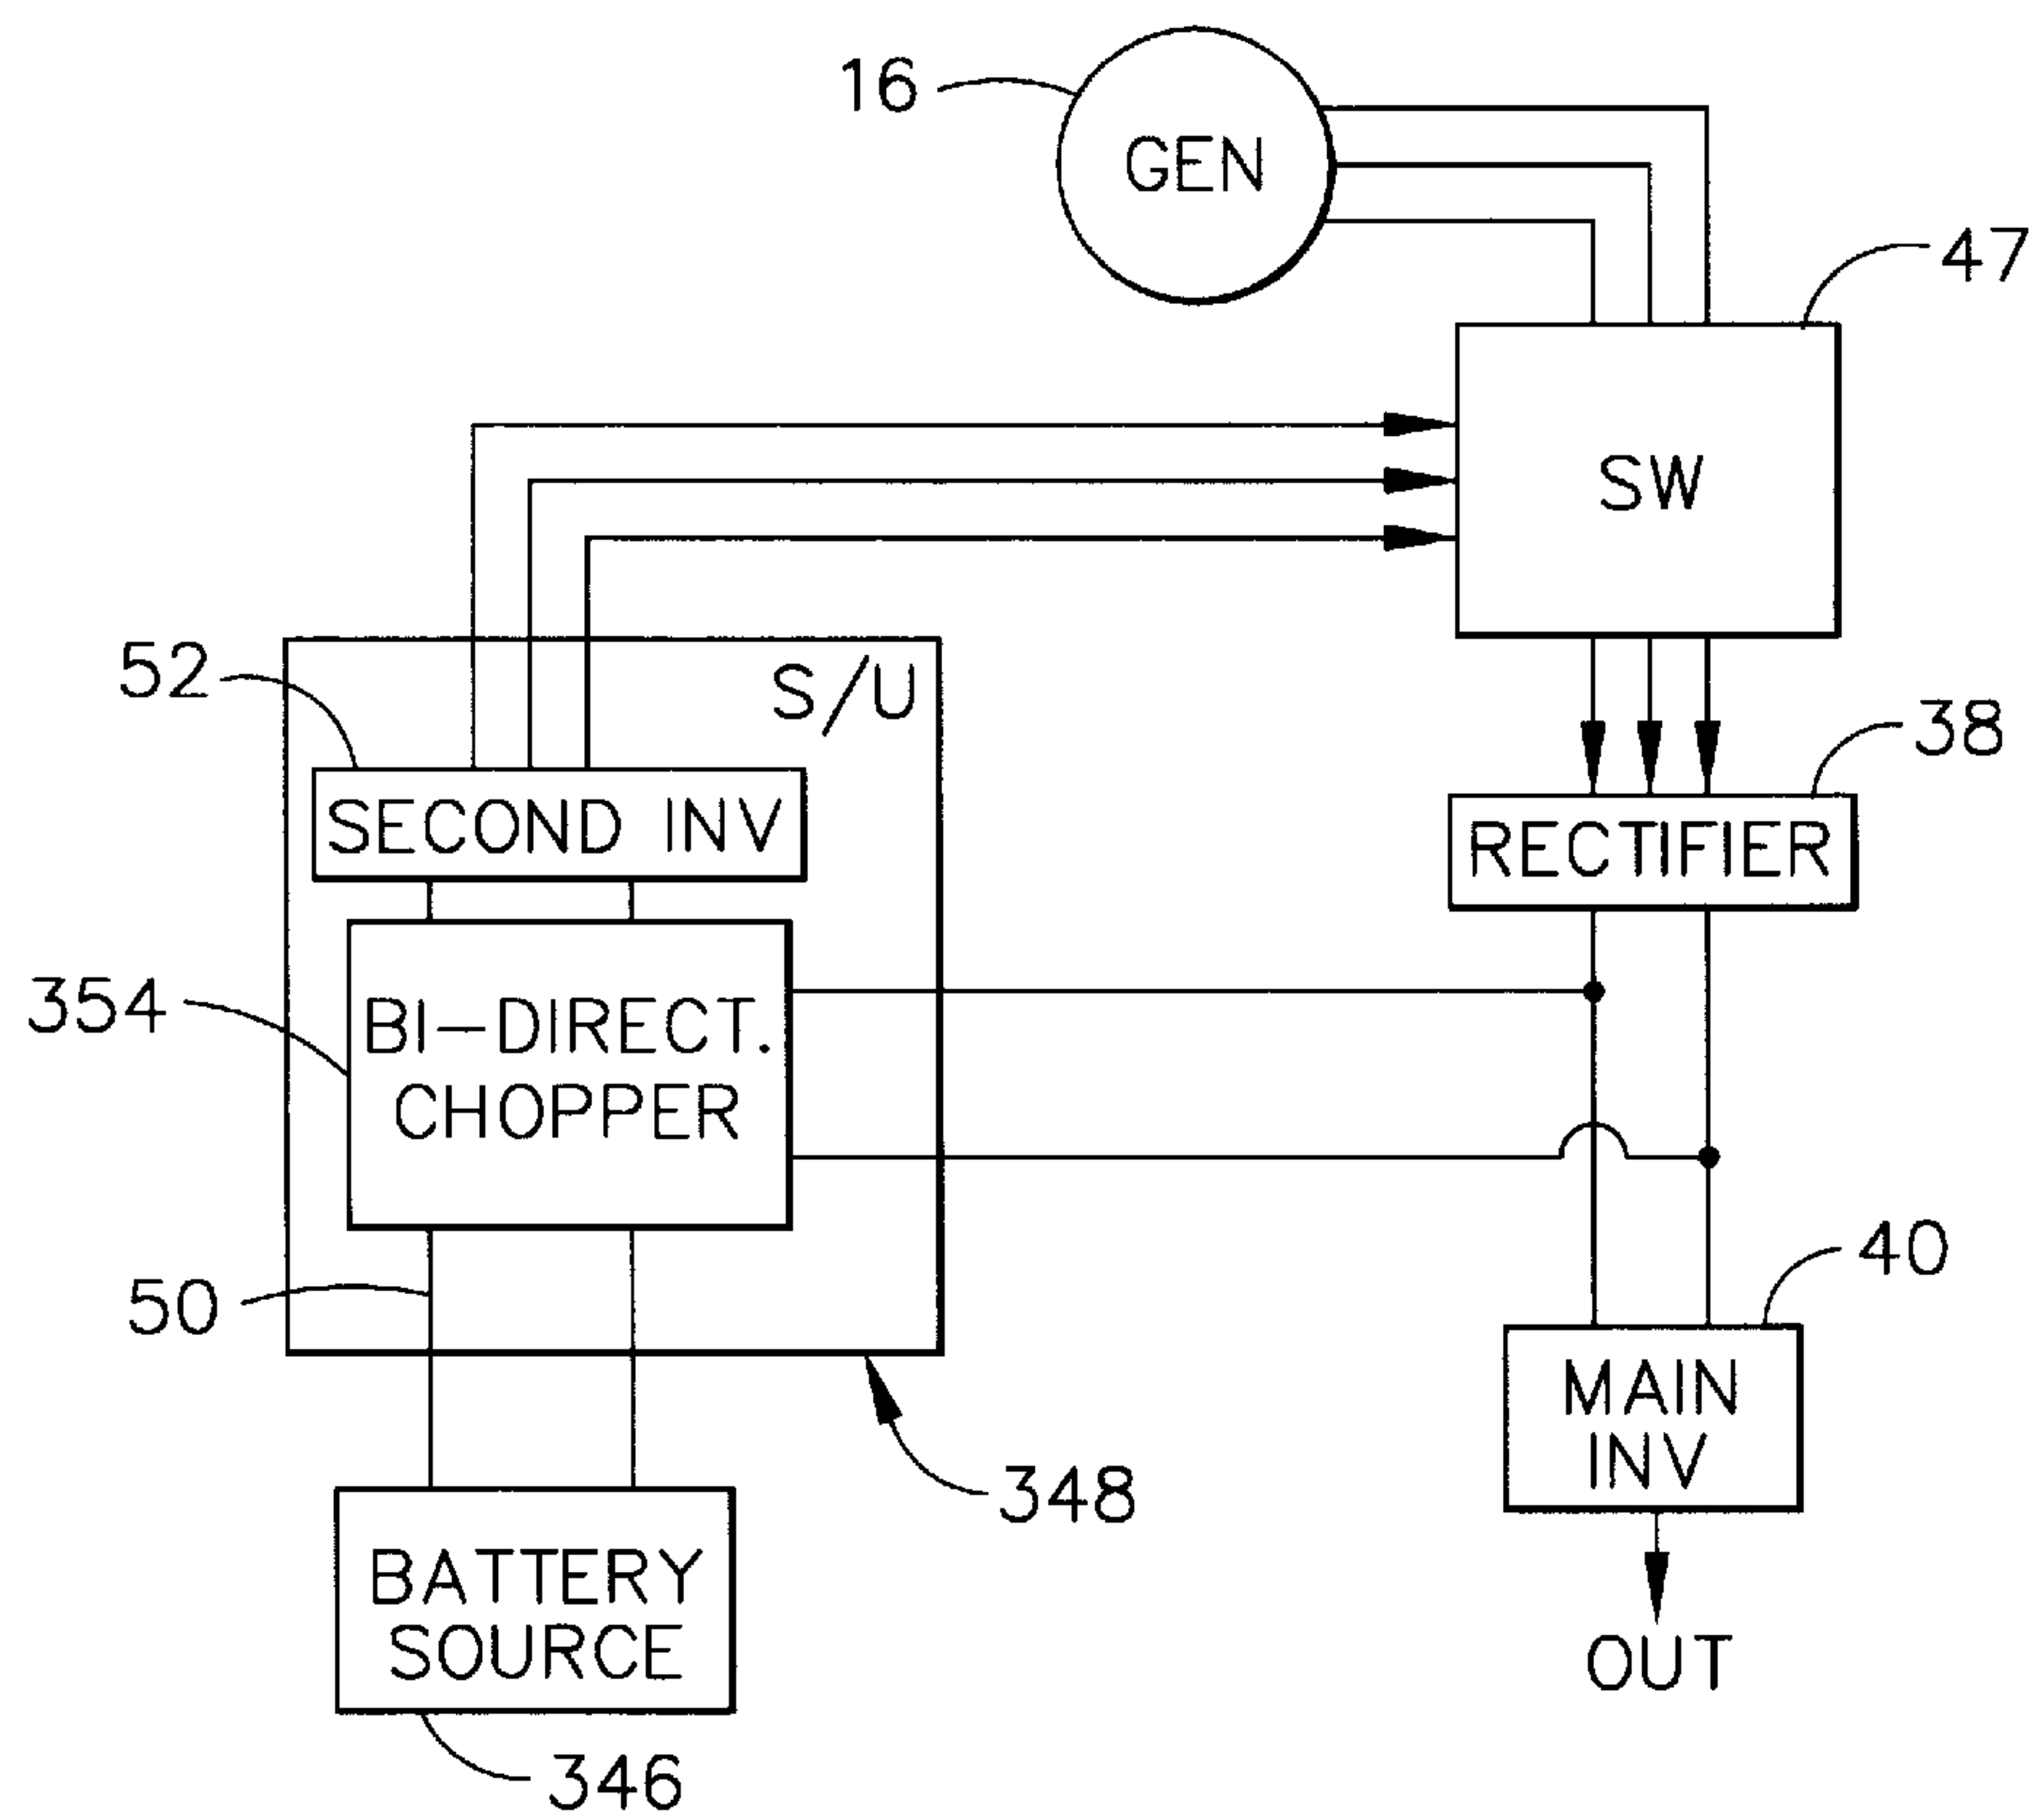 16
GEN
47
SW
52
S/U
38
SECOND INV
RECTIFIER
354
BI-DIRECT.
CHOPPER
40
50
MAIN
INV
348
BATTERY
SOURCE
OUT
346